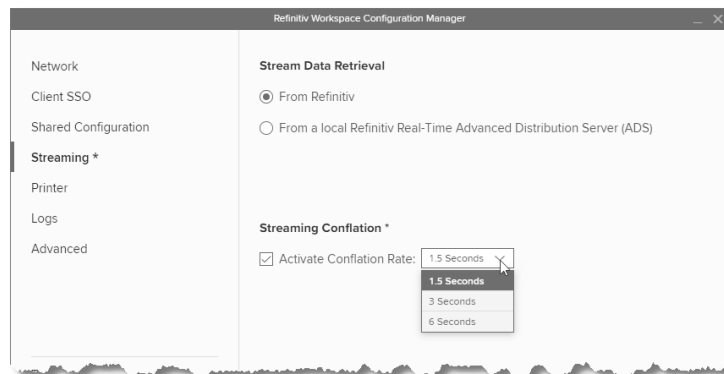 Refinitiv Workspace Configuration Manager
Network
Client SSO
Shared Configuration
Streaming *
Printer
Logs
Advanced
Stream Data Retrieval
From Refinitiv
From a local Refinitiv Real-Time Advanced Distribution Server (ADS)
Streaming Conflation *
Activate Conflation Rate: 1.5 Seconds
1.5 Seconds
3 Seconds
6 Seconds